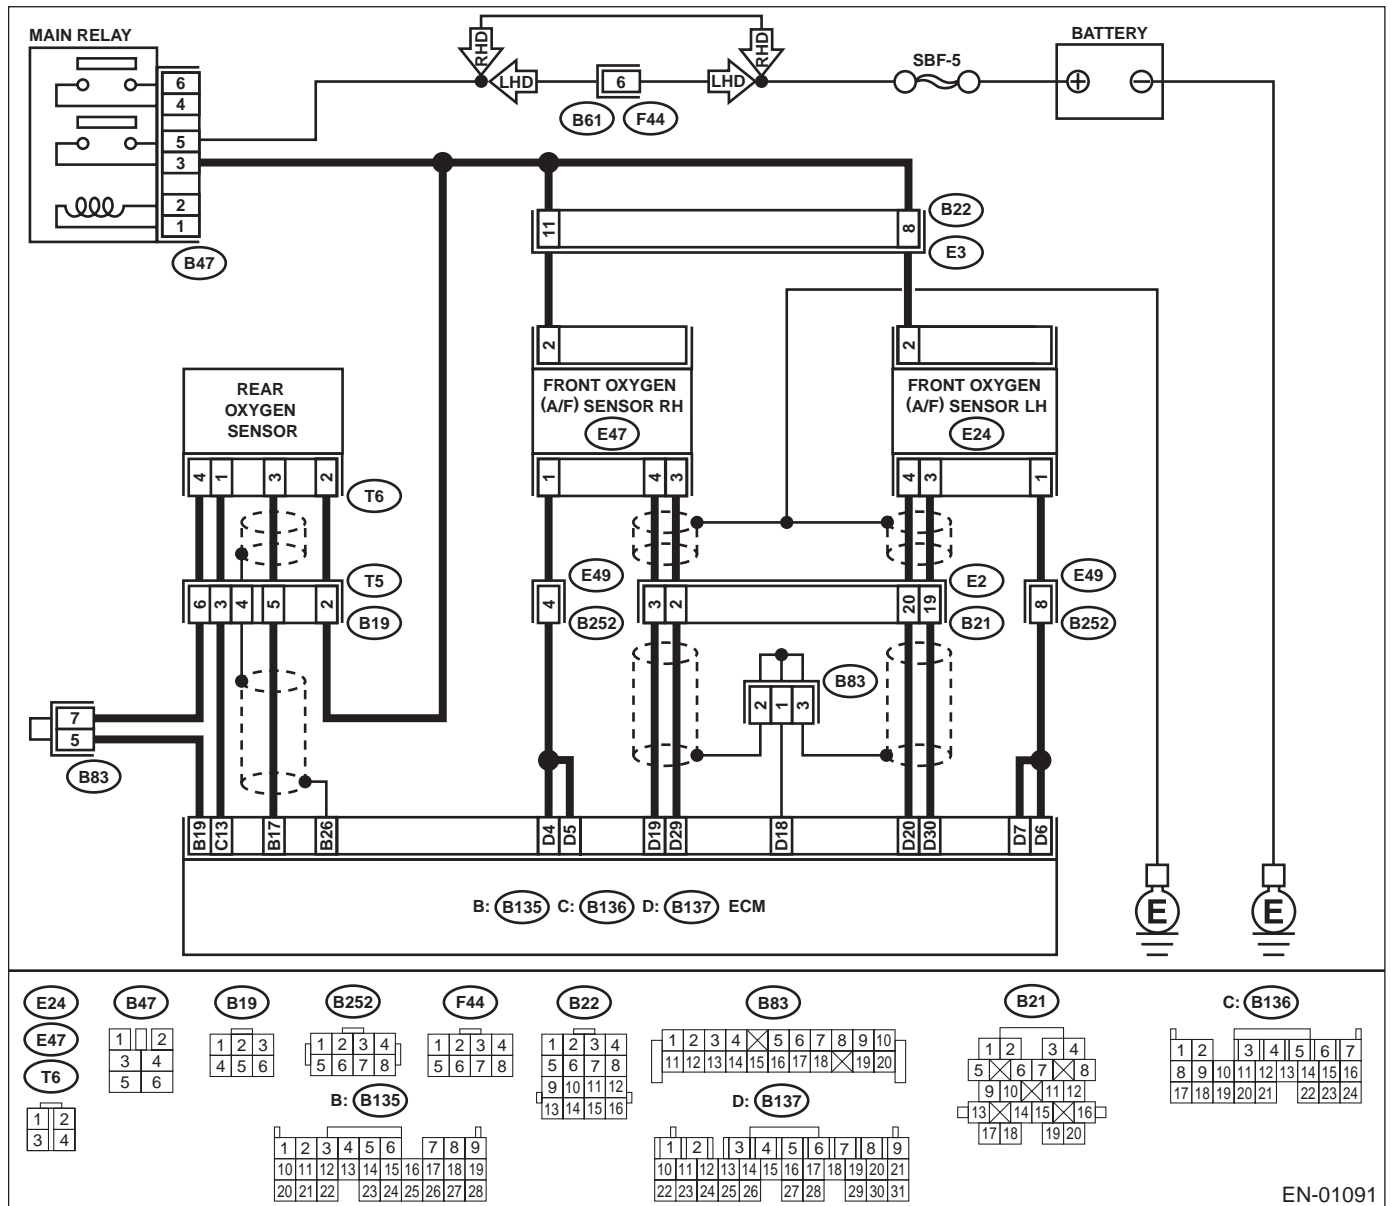 MAIN RELAY
BATTERY
RHD
RHD
SBF-5
LHD
6
LHD
B61
F44
6
4
5
3
2
1
B47
11
8
B22
E3
2
2
REAR
OXYGEN
SENSOR
FRONT OXYGEN
(A/F) SENSOR RH
E47
FRONT OXYGEN
(A/F) SENSOR LH
E24
4 1 3 2
T6
1 4 3
4 3 1
T5
6 3 4 5 2
B19
E49
4
B252
3 2 20 19
E2
B21
E49
8
B252
B83
2 1 3
7
5
B83
B19 C13 B17 B26 D4 D5 D19 D29 D18 D20 D30 D7 D6
B: B135 C: B136 D: B137 ECM
E E
E24
E47
T6
1 2
3 4
B47
1 2
3 4
5 6
B19
1 2 3
4 5 6
B252
1 2 3 4
5 6 7 8
F44
1 2 3 4
5 6 7 8
B22
1 2 3 4
5 6 7 8
9 10 11 12
13 14 15 16
B83
1 2 3 4 5 6 7 8 9 10
11 12 13 14 15 16 17 18 19 20
B21
1 2 3 4
5 6 7 8
9 10 11 12
13 14 15 16
17 18 19 20
C: B136
1 2 3 4 5 6 7
8 9 10 11 12 13 14 15 16
17 18 19 20 21 22 23 24
B: B135
1 2 3 4 5 6 7 8 9
10 11 12 13 14 15 16 17 18 19
20 21 22 23 24 25 26 27 28
D: B137
1 2 3 4 5 6 7 8 9
10 11 12 13 14 15 16 17 18 19 20 21
22 23 24 25 26 27 28 29 30 31
EN-01091